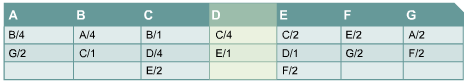 A B C D E F G
B/4 A/4 B/1 C/4 C/2 E/2 A/2
G/2 C/1 D/4 E/1 D/1 G/2 F/2
E/2 F/2